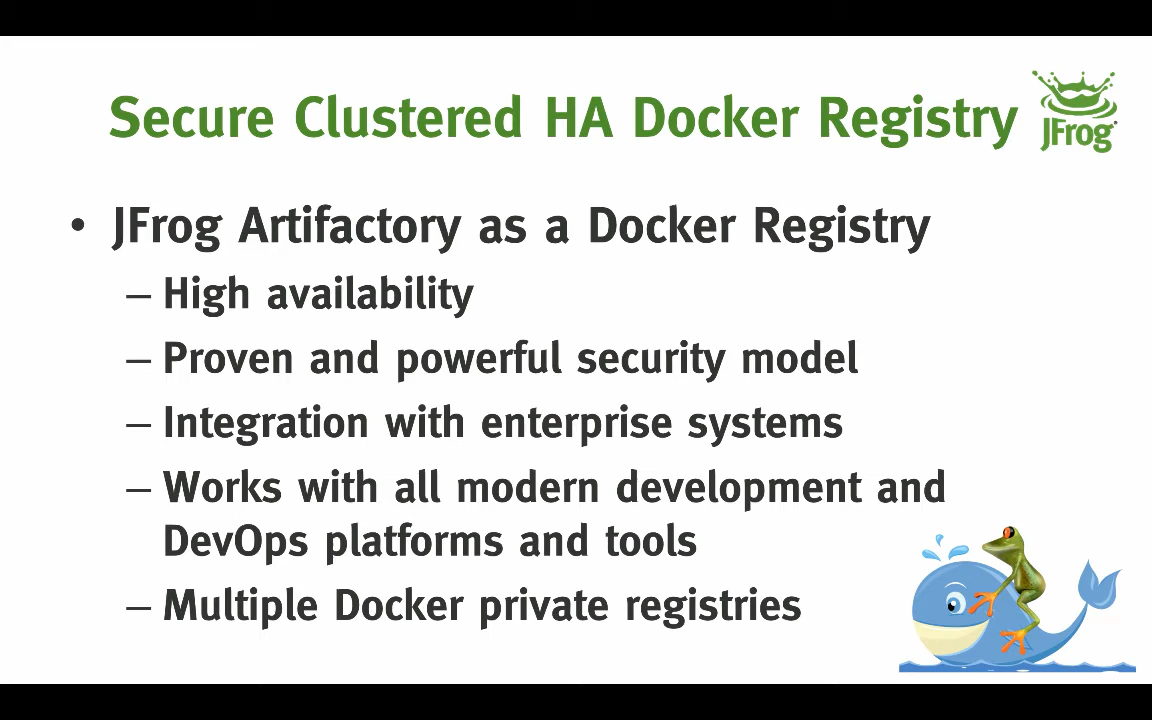 Secure Clustered HA Docker Registry
JFrog
• JFrog Artifactory as a Docker Registry
– High availability
– Proven and powerful security model
– Integration with enterprise systems
– Works with all modern development and
DevOps platforms and tools
– Multiple Docker private registries